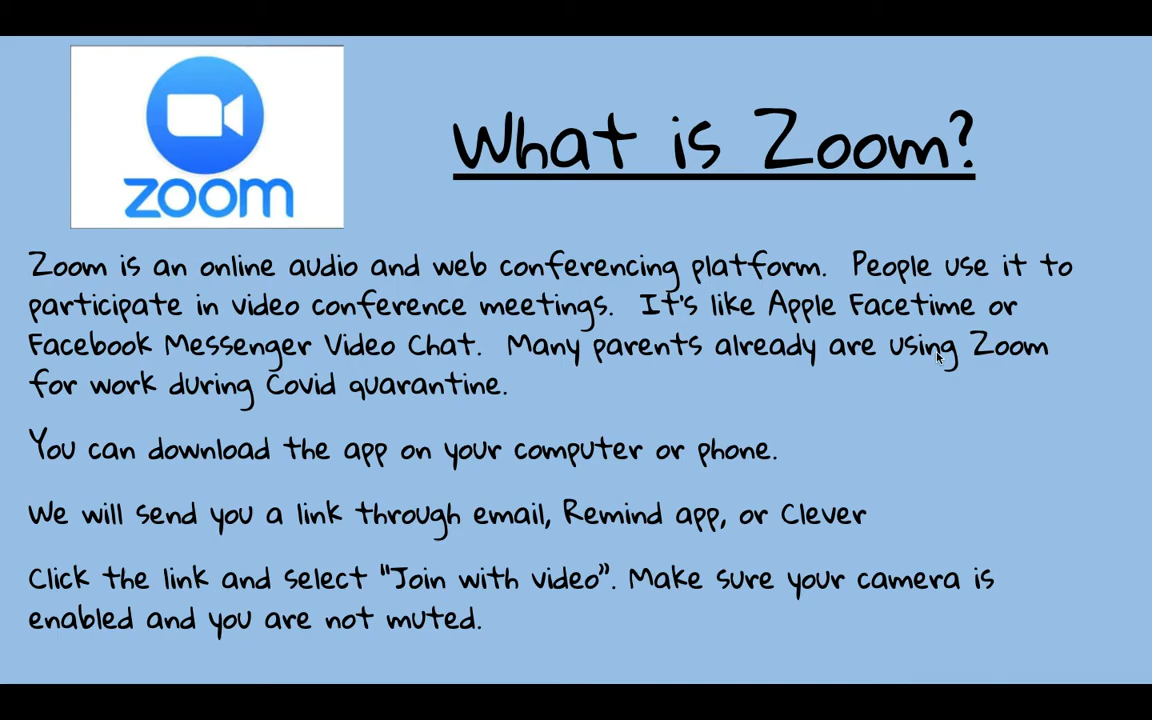 zoom
What is Zoom?
Zoom is an online audio and web conferencing platform.  People use it to
participate in video conference meetings.  It's like Apple Facetime or
Facebook Messenger Video Chat.  Many parents already are using Zoom
for work during Covid quarantine.
You can download the app on your computer or phone.
We will send you a link through email, Remind app, or Clever
Click the link and select "Join with video". Make sure your camera is
enabled and you are not muted.